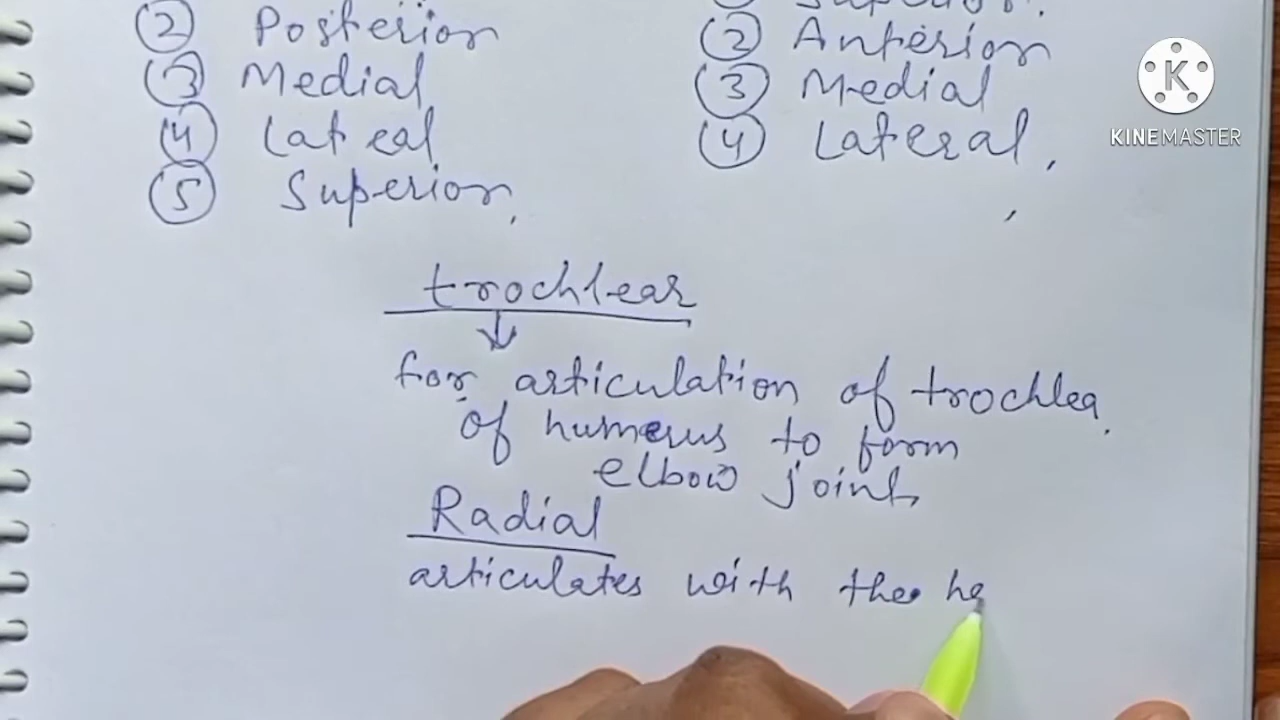 ② Posterior
③ Medial
④ Lateal
⑤ Superior,
② Anterior
③ Medial
④ Lateral,
trochlear
for articulation of trochlea
of humerus to form
elbow joint,
Radial
articulates with the he
K
KINEMASTER